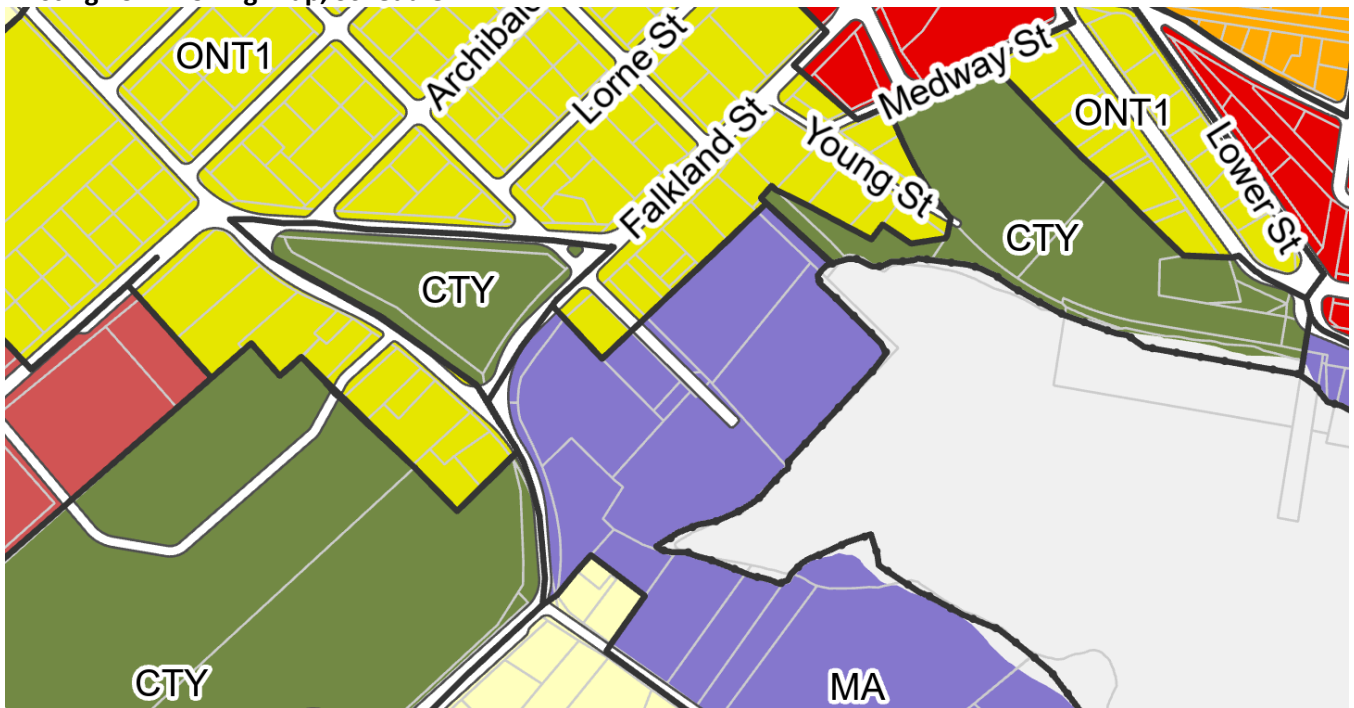 ONT1
Archibald
Lorne St
Falkland St
Medway St
Young St
ONT1
Lower St
CTY
CTY
CTY
MA